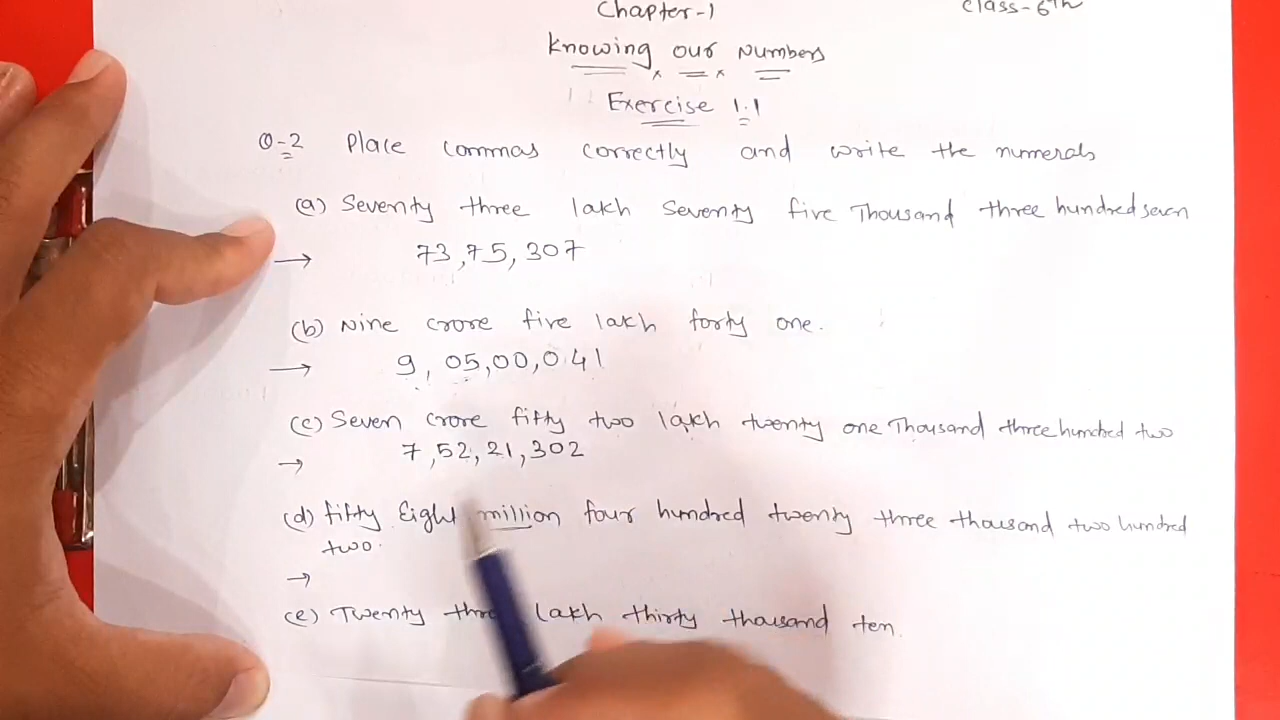 Chapter-1
Class-6th
Knowing our Numbers
Exercise 1.1
Q-2 Place commas correctly and write the numerals
(a) Seventy three lakh Seventy five Thousand three hundred seven
→ 73,75,307
(b) Nine crore five lakh forty one.
→ 9,05,00,041
(c) Seven crore fifty two lakh twenty one Thousand three hundred two
→ 7,52,21,302
(d) fifty Eight million four hundred twenty three thousand two hundred
two.
→
(e) Twenty three lakh thirty thousand ten.